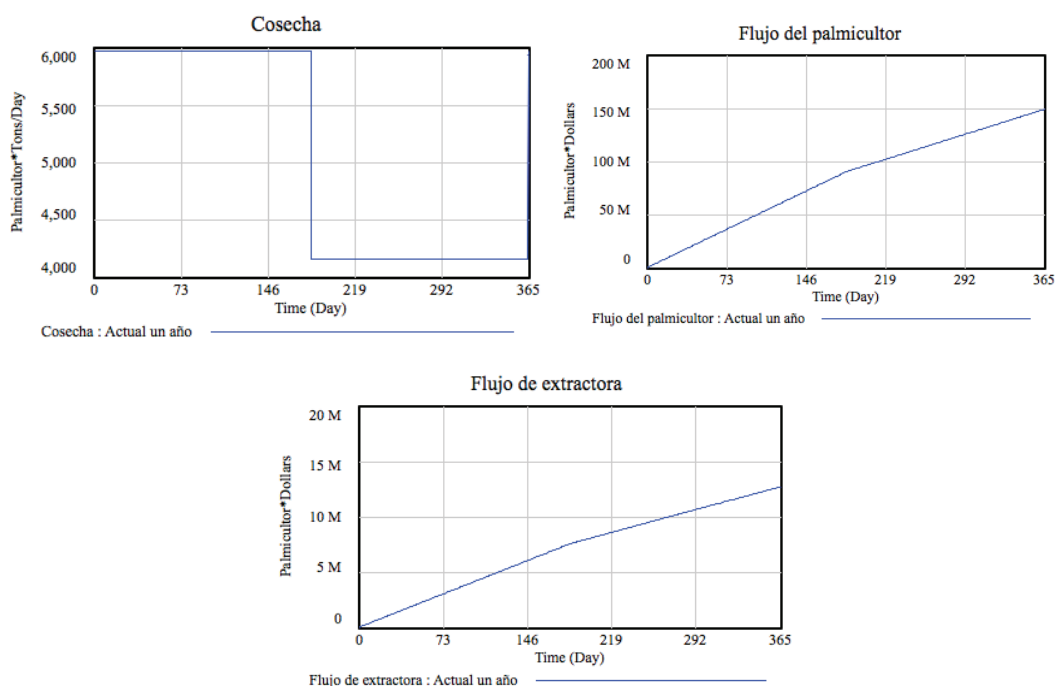 Cosecha
Palmicultor*Tons/Day
6,000
5,500
5,000
4,500
4,000
0 73 146 219 292 365
Time (Day)
Cosecha : Actual un año
Flujo del palmicultor
Palmicultor*Dollars
200 M
150 M
100 M
50 M
0
0 73 146 219 292 365
Time (Day)
Flujo del palmicultor : Actual un año
Flujo de extractora
Palmicultor*Dollars
20 M
15 M
10 M
5 M
0
0 73 146 219 292 365
Time (Day)
Flujo de extractora : Actual un año